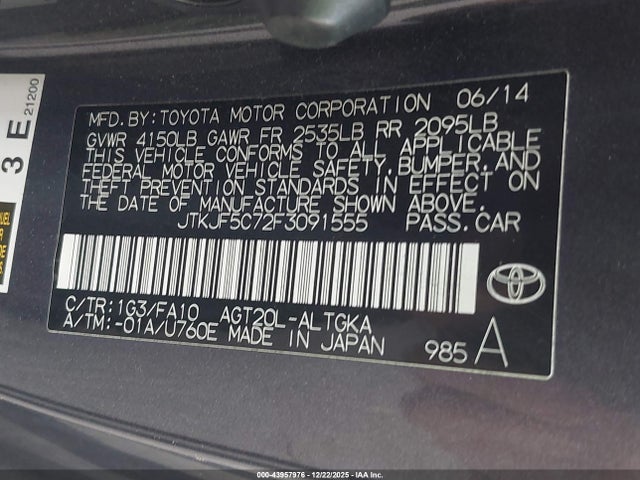 MFD. BY: TOYOTA MOTOR CORPORATION 06/14
GVWR 4150LB GAWR FR 2535LB RR 2095LB
THIS VEHICLE CONFORMS TO ALL APPLICABLE
FEDERAL MOTOR VEHICLE SAFETY, BUMPER, AND
THEFT PREVENTION STANDARDS IN EFFECT ON
THE DATE OF MANUFACTURE SHOWN ABOVE.
JTKJF5C72F3091555 PASS.CAR
C/TR: 1G3/FA10 AGT20L-ALTGKA
A/TM: -01A/U760E MADE IN JAPAN
985 A
3 E
21200
000-43957976 - 12/22/2025 - IAA Inc.